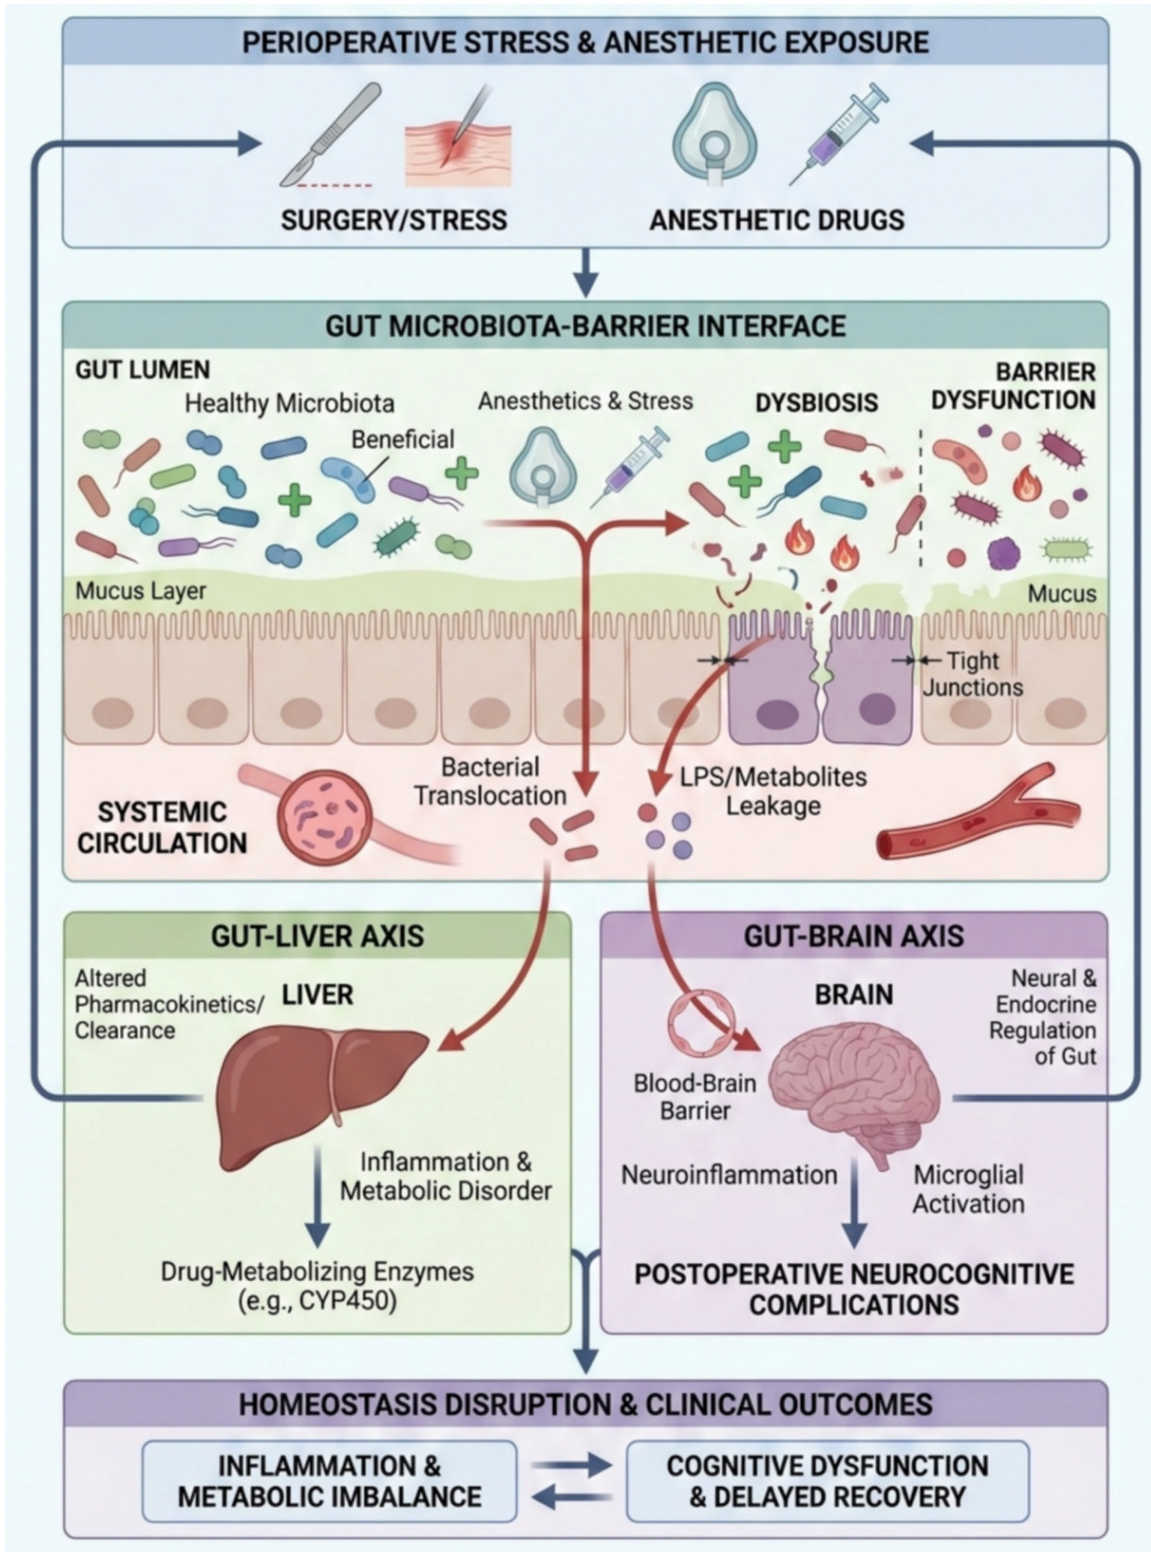 PERIOPERATIVE STRESS & ANESTHETIC EXPOSURE
SURGERY/STRESS
ANESTHETIC DRUGS
GUT MICROBIOTA-BARRIER INTERFACE
GUT LUMEN
Healthy Microbiota
Beneficial
Anesthetics & Stress
DYSBIOSIS
BARRIER
DYSFUNCTION
Mucus Layer
Mucus
Tight
Junctions
Bacterial
Translocation
LPS/Metabolites
Leakage
SYSTEMIC
CIRCULATION
GUT-LIVER AXIS
Altered
Pharmacokinetics/
Clearance
LIVER
Inflammation &
Metabolic Disorder
Drug-Metabolizing Enzymes
(e.g., CYP450)
GUT-BRAIN AXIS
BRAIN
Neural &
Endocrine
Regulation
of Gut
Blood-Brain
Barrier
Neuroinflammation
Microglial
Activation
POSTOPERATIVE NEUROCOGNITIVE
COMPLICATIONS
HOMEOSTASIS DISRUPTION & CLINICAL OUTCOMES
INFLAMMATION &
METABOLIC IMBALANCE
COGNITIVE DYSFUNCTION
& DELAYED RECOVERY